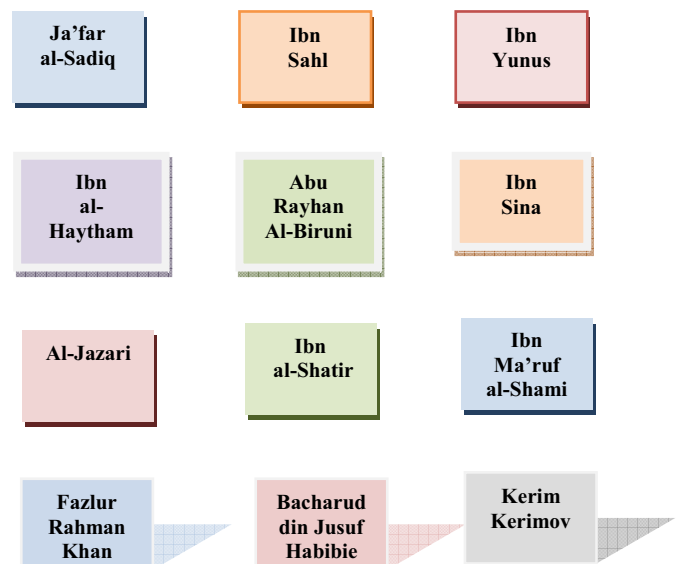 Ja’far
al-Sadiq
Ibn
Sahl
Ibn
Yunus
Ibn
al-
Haytham
Abu
Rayhan
Al-Biruni
Ibn
Sina
Al-Jazari
Ibn
al-Shatir
Ibn
Ma’ruf
al-Shami
Fazlur
Rahman
Khan
Bacharud
din Jusuf
Habibie
Kerim
Kerimov